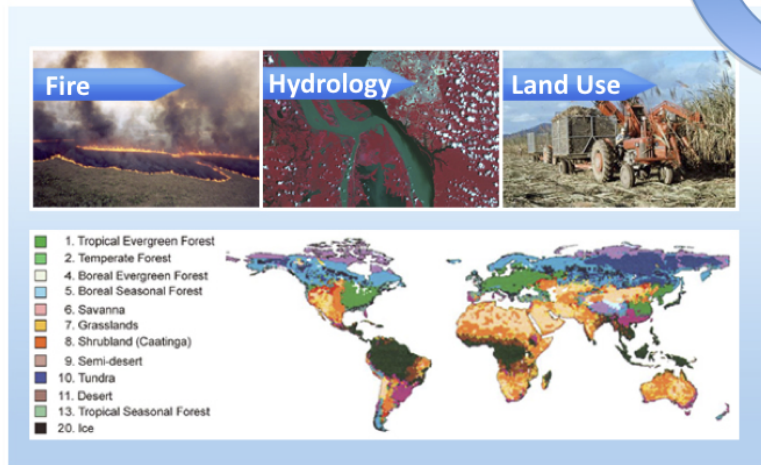 Fire
Hydrology
Land Use
1. Tropical Evergreen Forest
2. Temperate Forest
4. Boreal Evergreen Forest
5. Boreal Seasonal Forest
6. Savanna
7. Grasslands
8. Shrubland (Caatinga)
9. Semi-desert
10. Tundra
11. Desert
13. Tropical Seasonal Forest
20. Ice